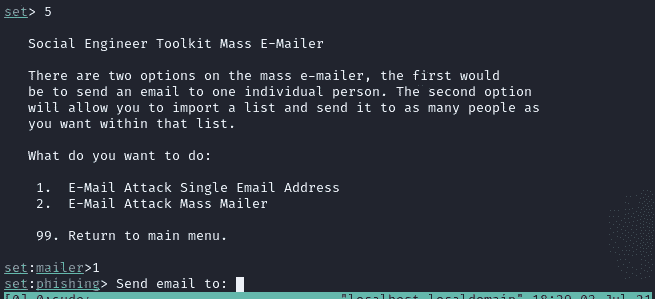 set> 5
Social Engineer Toolkit Mass E-Mailer
There are two options on the mass e-mailer, the first would
be to send an email to one individual person. The second option
will allow you to import a list and send it to as many people as
you want within that list.
What do you want to do:
1. E-Mail Attack Single Email Address
2. E-Mail Attack Mass Mailer
99. Return to main menu.
set:mailer>1
set:phishing> Send email to:
[0] 0:sudo* "localhost.localdomain" 18:29 02-Jul-21